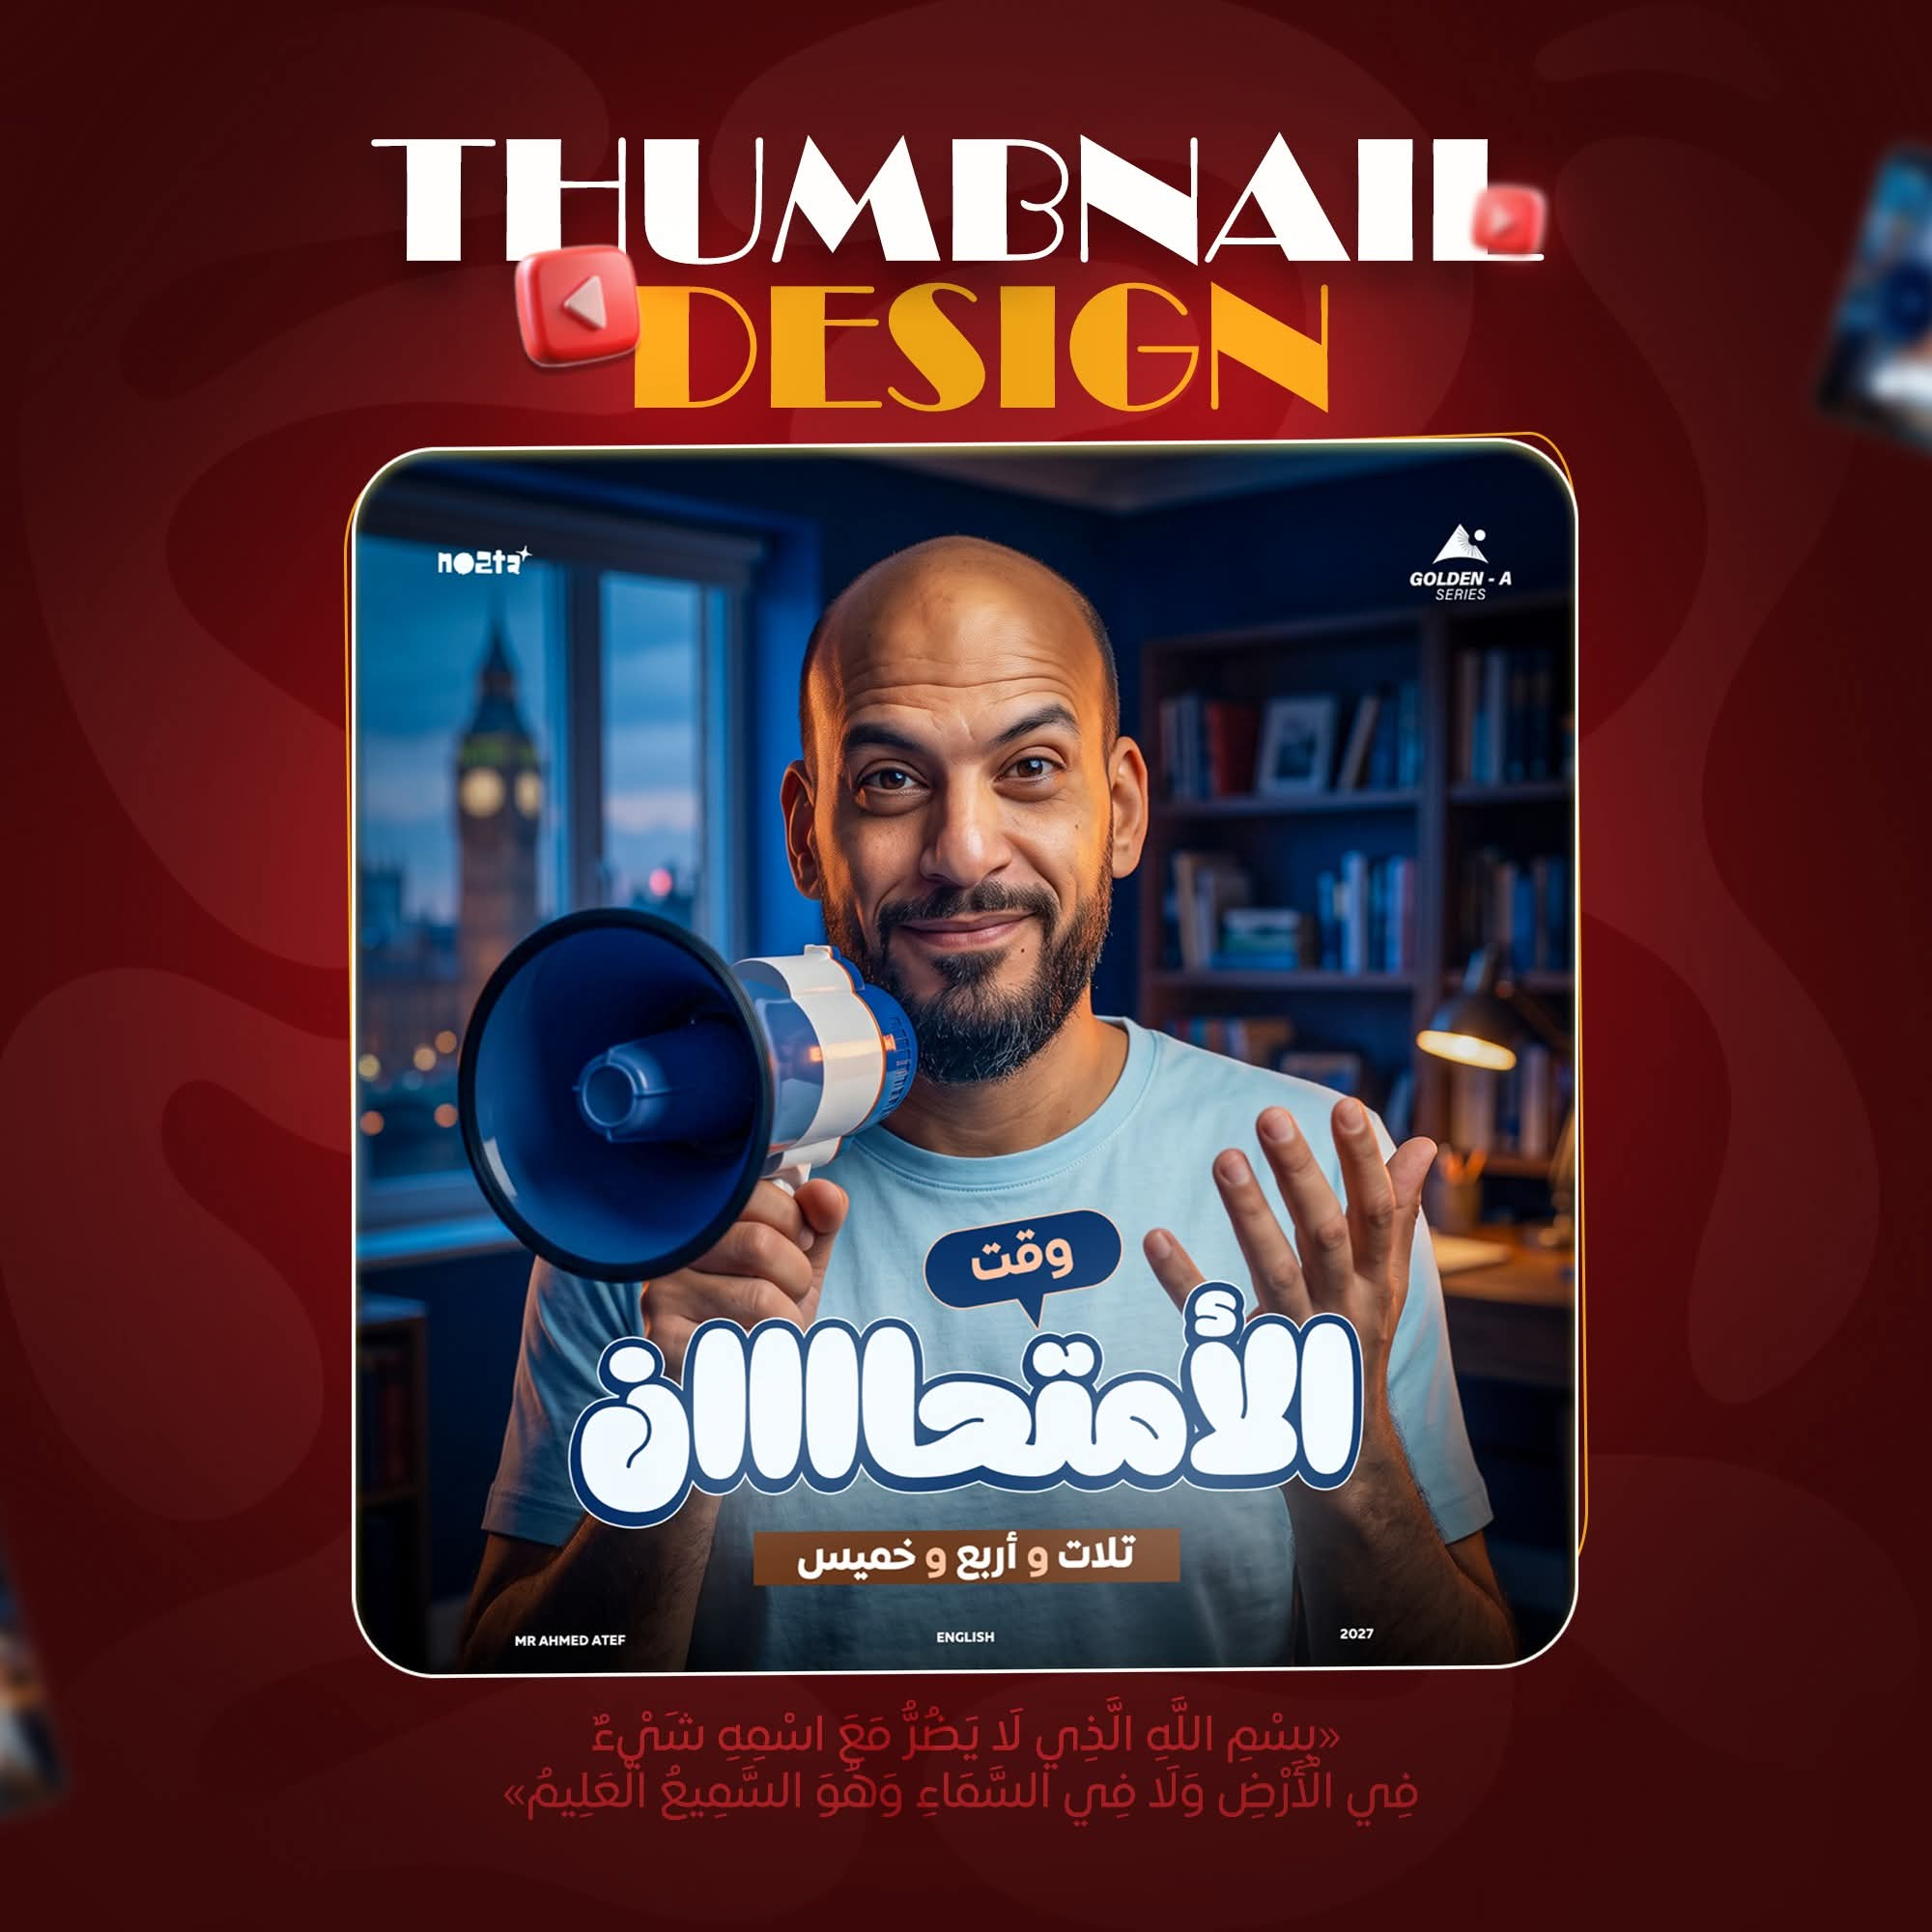 THUMBNAIL
DESIGN
no2ta
GOLDEN - A
SERIES
وقت
الأمتحاااان
تلات و أربع و خميس
MR AHMED ATEF
ENGLISH
2027
«بِسْمِ اللَّهِ الَّذِي لَا يَضُرُّ مَعَ اسْمِهِ شَيْءٌ
فِي الْأَرْضِ وَلَا فِي السَّمَاءِ وَهُوَ السَّمِيعُ الْعَلِيمُ»